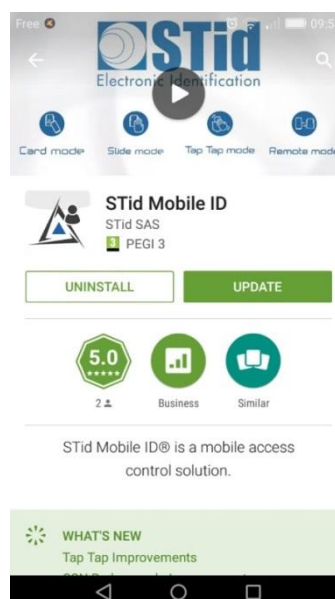 Free
09:5
STid
Electronic Identification
Card mode
Slide mode
Tap Tap mode
Remote mod
STid Mobile ID
STid SAS
3 PEGI 3
UNINSTALL
UPDATE
5.0
2
Business
Similar
STid Mobile ID® is a mobile access
control solution.
WHAT'S NEW
Tap Tap Improvements